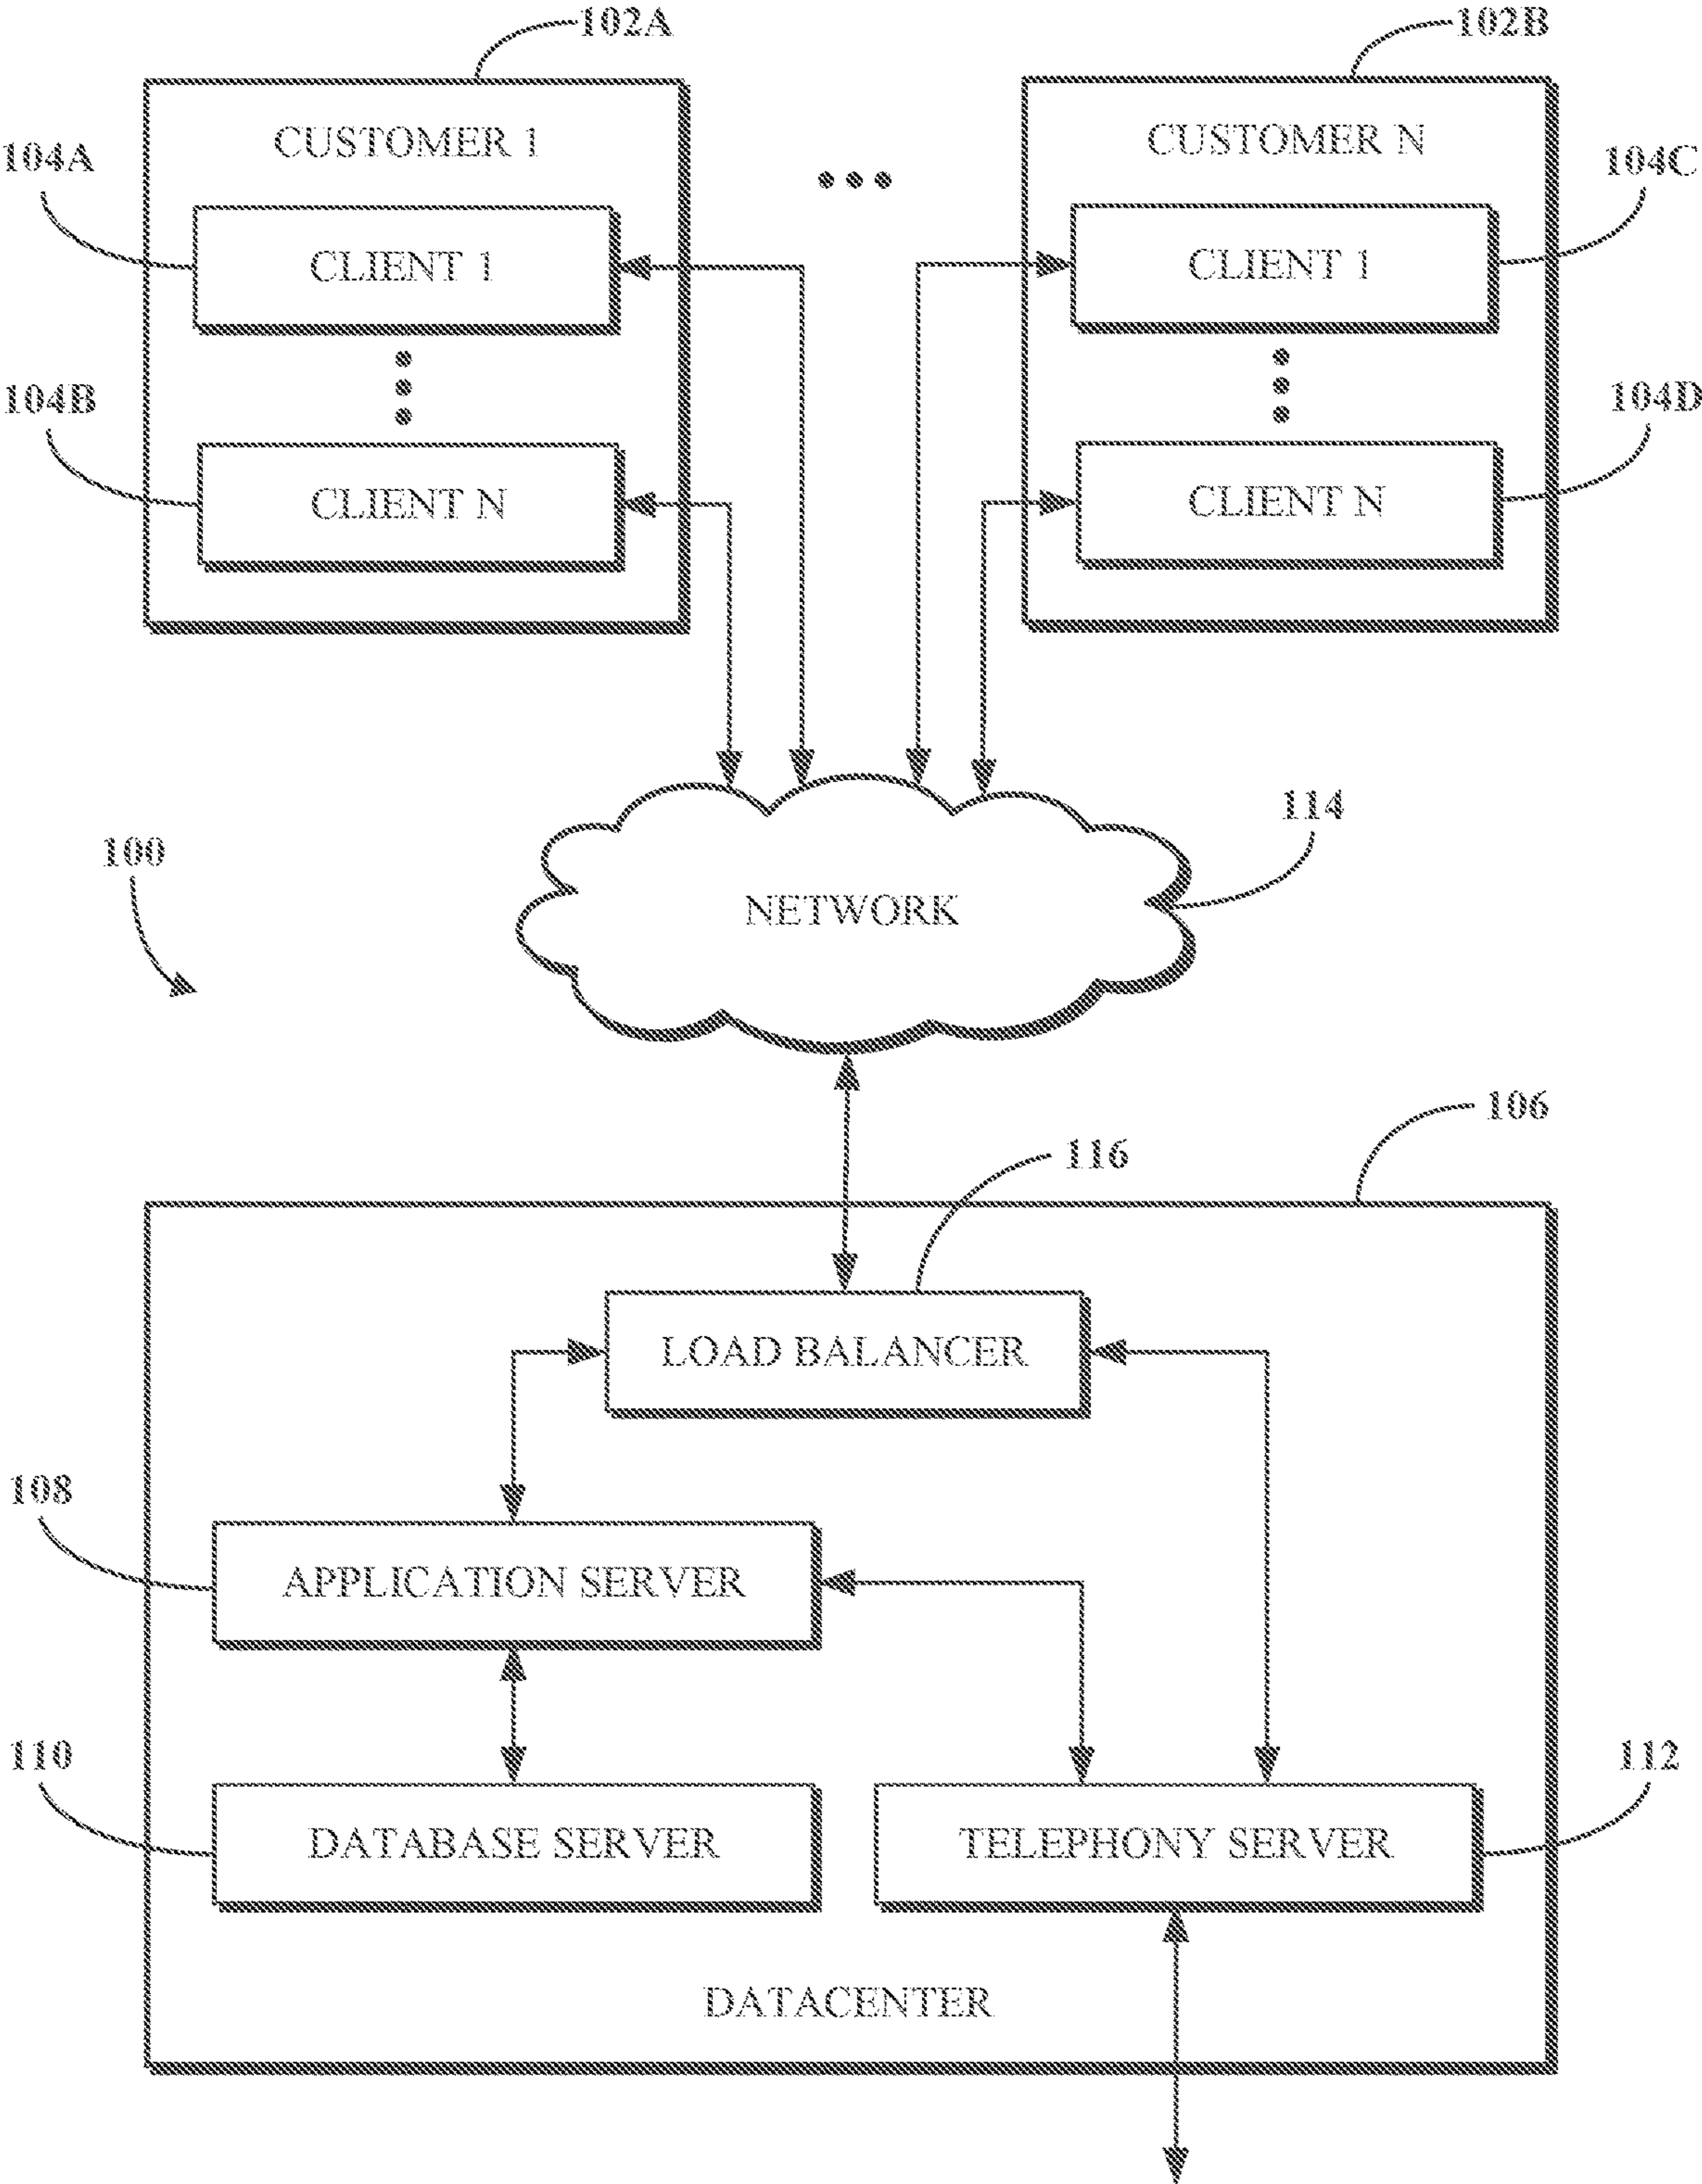 102A
102B
CUSTOMER 1
CUSTOMER N
104A
104C
CLIENT 1
CLIENT 1
104B
104D
CLIENT N
CLIENT N
114
100
NETWORK
106
116
LOAD BALANCER
108
APPLICATION SERVER
110
112
DATABASE SERVER
TELEPHONY SERVER
DATACENTER